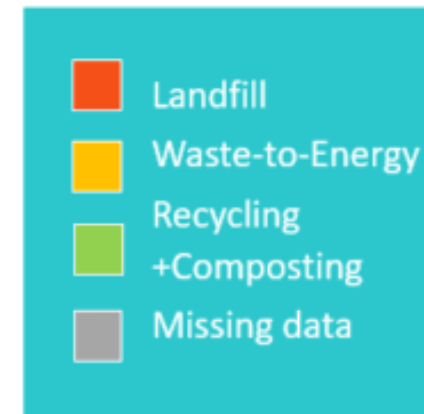 Landfill
Waste-to-Energy
Recycling
+Composting
Missing data